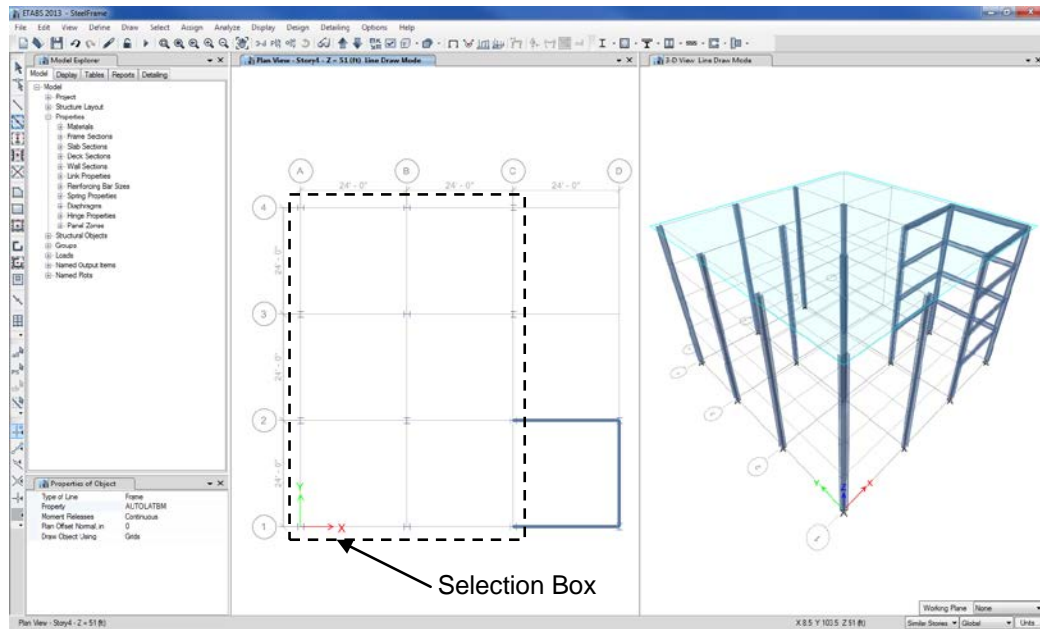 ETABS 2013 - SteelFrame
File Edit View Define Draw Select Assign Analyze Display Design Detailing Options Help
Model Explorer
Model Display Tables Reports Detailing
Model
Project
Structure Layout
Properties
Materials
Frame Sections
Slab Sections
Deck Sections
Wall Sections
Link Properties
Reinforcing Bar Sizes
Spring Properties
Diaphragms
Hinge Properties
Panel Zones
Structural Objects
Groups
Loads
Named Output Items
Named Plots
Properties of Object
Type of Line Frame
Property AUTOLATBM
Moment Releases Continuous
Plan Offset Normal, in 0
Draw Object Using Grids
Plan View - Story4 - Z = 51 (ft) Line Draw Mode
A B C D
24' - 0" 24' - 0" 24' - 0"
4
24' - 0"
3
24' - 0"
2
24' - 0"
Y
1
X
Selection Box
3-D View Line Draw Mode
Y Z X
Working Plane None
Plan View - Story4 - Z = 51 (ft)
X 8.5 Y 103.5 Z 51 (ft)
Similar Stories Global Units